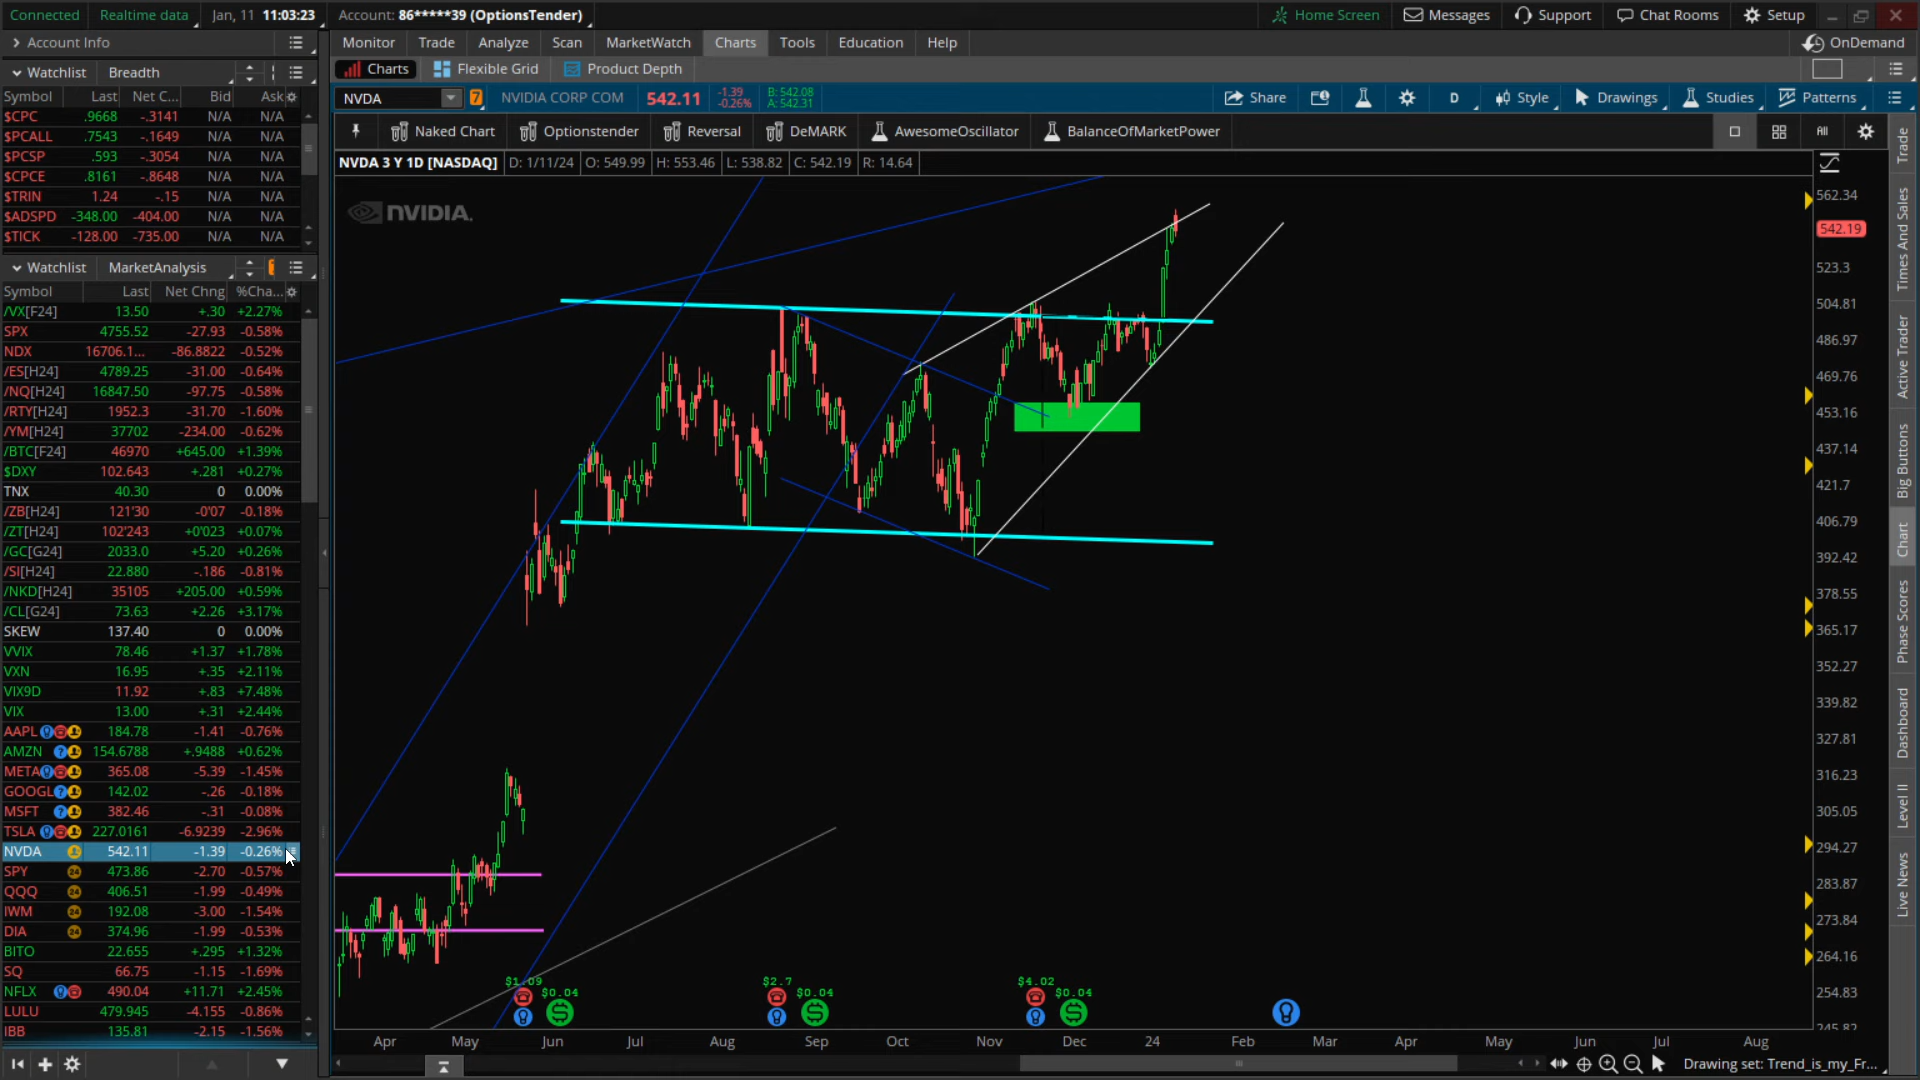 Connected Realtime data Jan, 11 11:03:23 Account: 86*****39 (OptionsTender) Home Screen Messages Support Chat Rooms Setup
Account Info Monitor Trade Analyze Scan MarketWatch Charts Tools Education Help OnDemand
Charts Flexible Grid Product Depth
Watchlist Breadth
Symbol Last Net C... Bid Ask
$CPC .9668 -.3141 N/A N/A
$PCALL .7543 -.1649 N/A N/A
$PCSP .593 -.3054 N/A N/A
$CPCE .8161 -.8648 N/A N/A
$TRIN 1.24 -.15 N/A N/A
$ADSPD -348.00 -404.00 N/A N/A
$TICK -128.00 -735.00 N/A N/A
Watchlist MarketAnalysis
Symbol Last Net Chng %Cha...
/VX[F24] 13.50 +.30 +2.27%
SPX 4755.52 -27.93 -0.58%
NDX 16706.1... -86.8822 -0.52%
/ES[H24] 4789.25 -31.00 -0.64%
/NQ[H24] 16847.50 -97.75 -0.58%
/RTY[H24] 1952.3 -31.70 -1.60%
/YM[H24] 37702 -234.00 -0.62%
/BTC[F24] 46970 +645.00 +1.39%
$DXY 102.643 +.281 +0.27%
TNX 40.30 0 0.00%
/ZB[H24] 121'30 -0'07 -0.18%
/ZT[H24] 102'243 +0'023 +0.07%
/GC[G24] 2033.0 +5.20 +0.26%
/SI[H24] 22.880 -.186 -0.81%
/NKD[H24] 35105 +205.00 +0.59%
/CL[G24] 73.63 +2.26 +3.17%
SKEW 137.40 0 0.00%
VVIX 78.46 +1.37 +1.78%
VXN 16.95 +.35 +2.11%
VIX9D 11.92 +.83 +7.48%
VIX 13.00 +.31 +2.44%
AAPL 184.78 -1.41 -0.76%
AMZN 154.6788 +.9488 +0.62%
META 365.08 -5.39 -1.45%
GOOGL 142.02 -.26 -0.18%
MSFT 382.46 -.31 -0.08%
TSLA 227.0161 -6.9239 -2.96%
NVDA 542.11 -1.39 -0.26%
SPY 24 473.86 -2.70 -0.57%
QQQ 24 406.51 -1.99 -0.49%
IWM 24 192.08 -3.00 -1.54%
DIA 24 374.96 -1.99 -0.53%
BITO 22.655 +.295 +1.32%
SQ 66.75 -1.15 -1.69%
NFLX 490.04 +11.71 +2.45%
LULU 479.945 -4.155 -0.86%
IBB 135.81 -2.15 -1.56%
NVDA 7 NVIDIA CORP COM 542.11 -1.39 -0.26% B: 542.08 A: 542.31 Share D Style Drawings Studies Patterns
Naked Chart Optionstender Reversal DeMARK AwesomeOscillator BalanceOfMarketPower All
NVDA 3 Y 1D [NASDAQ] D: 1/11/24 O: 549.99 H: 553.46 L: 538.82 C: 542.19 R: 14.64
NVIDIA.
562.34
542.19
523.3
504.81
486.97
469.76
453.16
437.14
421.7
406.79
392.42
378.55
365.17
352.27
339.82
327.81
316.23
305.05
294.27
283.87
273.84
264.16
254.83
245.82
$1.09 $0.04 $2.7 $0.04 $4.02 $0.04
Apr May Jun Jul Aug Sep Oct Nov Dec 24 Feb Mar Apr May Jun Jul Aug
Drawing set: Trend_is_my_Fr...
Trade
Times And Sales
Active Trader
Big Buttons
Chart
Phase Scores
Dashboard
Level II
Live News